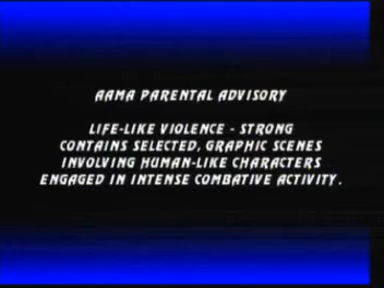 AAMA PARENTAL ADVISORY
LIFE-LIKE VIOLENCE - STRONG
CONTAINS SELECTED, GRAPHIC SCENES
INVOLVING HUMAN-LIKE CHARACTERS
ENGAGED IN INTENSE COMBATIVE ACTIVITY.